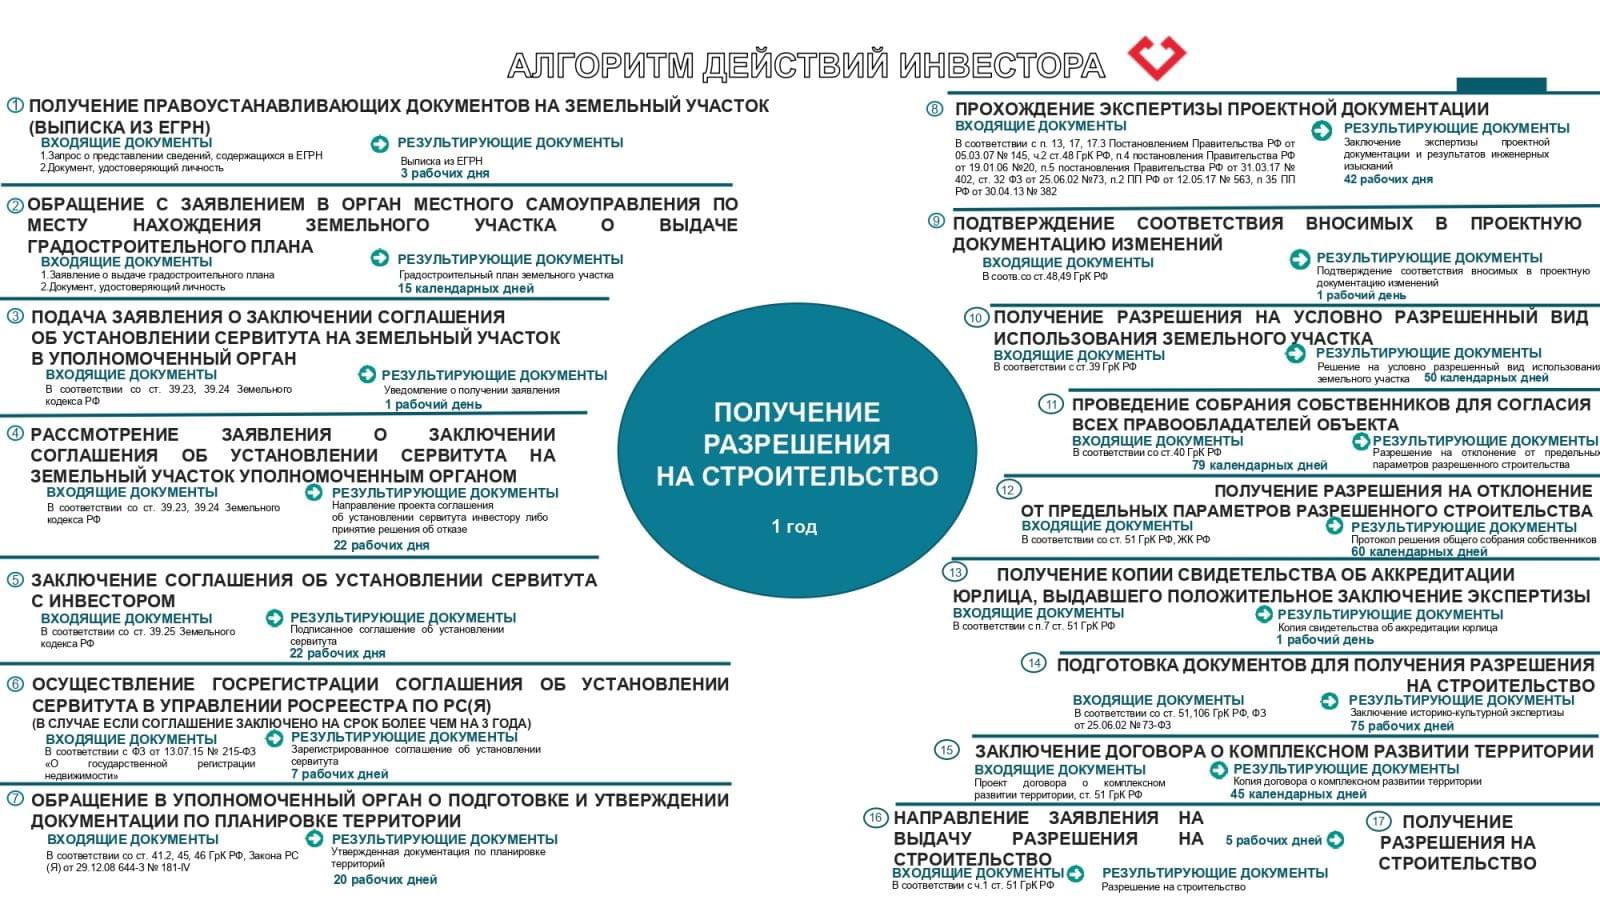 АЛГОРИТМ ДЕЙСТВИЙ ИНВЕСТОРА
1 ПОЛУЧЕНИЕ ПРАВОУСТАНАВЛИВАЮЩИХ ДОКУМЕНТОВ НА ЗЕМЕЛЬНЫЙ УЧАСТОК
(ВЫПИСКА ИЗ ЕГРН)
ВХОДЯЩИЕ ДОКУМЕНТЫ
1.Запрос о представлении сведений, содержащихся в ЕГРН
2.Документ, удостоверяющий личность
РЕЗУЛЬТИРУЮЩИЕ ДОКУМЕНТЫ
Выписка из ЕГРН
3 рабочих дня
2 ОБРАЩЕНИЕ С ЗАЯВЛЕНИЕМ В ОРГАН МЕСТНОГО САМОУПРАВЛЕНИЯ ПО
МЕСТУ НАХОЖДЕНИЯ ЗЕМЕЛЬНОГО УЧАСТКА О ВЫДАЧЕ
ГРАДОСТРОИТЕЛЬНОГО ПЛАНА
ВХОДЯЩИЕ ДОКУМЕНТЫ
1.Заявление о выдаче градостроительного плана
2.Документ, удостоверяющий личность
РЕЗУЛЬТИРУЮЩИЕ ДОКУМЕНТЫ
Градостроительный план земельного участка
15 календарных дней
3 ПОДАЧА ЗАЯВЛЕНИЯ О ЗАКЛЮЧЕНИИ СОГЛАШЕНИЯ
ОБ УСТАНОВЛЕНИИ СЕРВИТУТА НА ЗЕМЕЛЬНЫЙ УЧАСТОК
В УПОЛНОМОЧЕННЫЙ ОРГАН
ВХОДЯЩИЕ ДОКУМЕНТЫ
В соответствии со ст. 39.23, 39.24 Земельного
кодекса РФ
РЕЗУЛЬТИРУЮЩИЕ ДОКУМЕНТЫ
Уведомление о получении заявления
1 рабочий день
4 РАССМОТРЕНИЕ ЗАЯВЛЕНИЯ О ЗАКЛЮЧЕНИИ
СОГЛАШЕНИЯ ОБ УСТАНОВЛЕНИИ СЕРВИТУТА НА
ЗЕМЕЛЬНЫЙ УЧАСТОК УПОЛНОМОЧЕННЫМ ОРГАНОМ
ВХОДЯЩИЕ ДОКУМЕНТЫ
В соответствии со ст. 39.23, 39.24 Земельного
кодекса РФ
РЕЗУЛЬТИРУЮЩИЕ ДОКУМЕНТЫ
Направление проекта соглашения
об установлении сервитута инвестору либо
принятие решения об отказе
22 рабочих дня
5 ЗАКЛЮЧЕНИЕ СОГЛАШЕНИЯ ОБ УСТАНОВЛЕНИИ СЕРВИТУТА
С ИНВЕСТОРОМ
ВХОДЯЩИЕ ДОКУМЕНТЫ
В соответствии со ст. 39.25 Земельного
кодекса РФ
РЕЗУЛЬТИРУЮЩИЕ ДОКУМЕНТЫ
Подписанное соглашение об установлении
сервитута
22 рабочих дня
6 ОСУЩЕСТВЛЕНИЕ ГОСРЕГИСТРАЦИИ СОГЛАШЕНИЯ ОБ УСТАНОВЛЕНИИ
СЕРВИТУТА В УПРАВЛЕНИИ РОСРЕЕСТРА ПО РС(Я)
(В СЛУЧАЕ ЕСЛИ СОГЛАШЕНИЕ ЗАКЛЮЧЕНО НА СРОК БОЛЕЕ ЧЕМ НА 3 ГОДА)
ВХОДЯЩИЕ ДОКУМЕНТЫ
В соответствии с ФЗ от 13.07.15 № 215-ФЗ
«О государственной регистрации
недвижимости»
РЕЗУЛЬТИРУЮЩИЕ ДОКУМЕНТЫ
Зарегистрированное соглашение об установлении
сервитута
7 рабочих дней
7 ОБРАЩЕНИЕ В УПОЛНОМОЧЕННЫЙ ОРГАН О ПОДГОТОВКЕ И УТВЕРЖДЕНИИ
ДОКУМЕНТАЦИИ ПО ПЛАНИРОВКЕ ТЕРРИТОРИИ
ВХОДЯЩИЕ ДОКУМЕНТЫ
В соответствии со ст. 41.2, 45, 46 ГрК РФ, Закона РС
(Я) от 29.12.08 644-З № 181-IV
РЕЗУЛЬТИРУЮЩИЕ ДОКУМЕНТЫ
Утвержденная документация по планировке
территорий
20 рабочих дней
ПОЛУЧЕНИЕ
РАЗРЕШЕНИЯ
НА СТРОИТЕЛЬСТВО
1 год
8 ПРОХОЖДЕНИЕ ЭКСПЕРТИЗЫ ПРОЕКТНОЙ ДОКУМЕНТАЦИИ
ВХОДЯЩИЕ ДОКУМЕНТЫ
В соответствии с п. 13, 17, 17.3 Постановлением Правительства РФ от
05.03.07 № 145, ч.2 ст.48 ГрК РФ, п.4 постановления Правительства РФ
от 19.01.06 №20, п.5 постановления Правительства РФ от 31.03.17 №
402, ст. 32 ФЗ от 25.06.02 №73, п.2 ПП РФ от 12.05.17 № 563, п 35 ПП
РФ от 30.04.13 № 382
РЕЗУЛЬТИРУЮЩИЕ ДОКУМЕНТЫ
Заключение экспертизы проектной
документации и результатов инженерных
изысканий
42 рабочих дня
9 ПОДТВЕРЖДЕНИЕ СООТВЕТСТВИЯ ВНОСИМЫХ В ПРОЕКТНУЮ
ДОКУМЕНТАЦИЮ ИЗМЕНЕНИЙ
ВХОДЯЩИЕ ДОКУМЕНТЫ
В соотв.со ст.48,49 ГрК РФ
РЕЗУЛЬТИРУЮЩИЕ ДОКУМЕНТЫ
Подтверждение соответствия вносимых в проектную
документацию изменений
1 рабочий день
10 ПОЛУЧЕНИЕ РАЗРЕШЕНИЯ НА УСЛОВНО РАЗРЕШЕННЫЙ ВИД
ИСПОЛЬЗОВАНИЯ ЗЕМЕЛЬНОГО УЧАСТКА
ВХОДЯЩИЕ ДОКУМЕНТЫ
В соответствии с ст.39 ГрК РФ
РЕЗУЛЬТИРУЮЩИЕ ДОКУМЕНТЫ
Решение на условно разрешенный вид использования
земельного участка 50 календарных дней
11 ПРОВЕДЕНИЕ СОБРАНИЯ СОБСТВЕННИКОВ ДЛЯ СОГЛАСИЯ
ВСЕХ ПРАВООБЛАДАТЕЛЕЙ ОБЪЕКТА
ВХОДЯЩИЕ ДОКУМЕНТЫ
В соответствии со ст.40 ГрК РФ
79 календарных дней
РЕЗУЛЬТИРУЮЩИЕ ДОКУМЕНТЫ
Разрешение на отклонение от предельных
параметров разрешенного строительства
12 ПОЛУЧЕНИЕ РАЗРЕШЕНИЯ НА ОТКЛОНЕНИЕ
ОТ ПРЕДЕЛЬНЫХ ПАРАМЕТРОВ РАЗРЕШЕННОГО СТРОИТЕЛЬСТВА
ВХОДЯЩИЕ ДОКУМЕНТЫ
В соответствии со ст. 51 ГрК РФ, ЖК РФ
РЕЗУЛЬТИРУЮЩИЕ ДОКУМЕНТЫ
Протокол решения общего собрания собственников
60 календарных дней
13 ПОЛУЧЕНИЕ КОПИИ СВИДЕТЕЛЬСТВА ОБ АККРЕДИТАЦИИ
ЮРЛИЦА, ВЫДАВШЕГО ПОЛОЖИТЕЛЬНОЕ ЗАКЛЮЧЕНИЕ ЭКСПЕРТИЗЫ
ВХОДЯЩИЕ ДОКУМЕНТЫ
В соответствии с п.7 ст. 51 ГрК РФ
РЕЗУЛЬТИРУЮЩИЕ ДОКУМЕНТЫ
Копия свидетельства об аккредитации юрлица
1 рабочий день
14 ПОДГОТОВКА ДОКУМЕНТОВ ДЛЯ ПОЛУЧЕНИЯ РАЗРЕШЕНИЯ
НА СТРОИТЕЛЬСТВО
ВХОДЯЩИЕ ДОКУМЕНТЫ
В соответствии со ст. 51,106 ГрК РФ, ФЗ
от 25.06.02 №73-ФЗ
РЕЗУЛЬТИРУЮЩИЕ ДОКУМЕНТЫ
Заключение историко-культурной экспертизы
75 рабочих дней
15 ЗАКЛЮЧЕНИЕ ДОГОВОРА О КОМПЛЕКСНОМ РАЗВИТИИ ТЕРРИТОРИИ
ВХОДЯЩИЕ ДОКУМЕНТЫ
Проект договора о комплексном
развитии территории, ст. 51 ГрК РФ
РЕЗУЛЬТИРУЮЩИЕ ДОКУМЕНТЫ
Копия договора о комплексном развитии территории
45 календарных дней
16 НАПРАВЛЕНИЕ ЗАЯВЛЕНИЯ НА
ВЫДАЧУ РАЗРЕШЕНИЯ НА
СТРОИТЕЛЬСТВО
5 рабочих дней
ВХОДЯЩИЕ ДОКУМЕНТЫ
В соответствии с ч.1 ст. 51 ГрК РФ
РЕЗУЛЬТИРУЮЩИЕ ДОКУМЕНТЫ
Разрешение на строительство
17 ПОЛУЧЕНИЕ
РАЗРЕШЕНИЯ НА
СТРОИТЕЛЬСТВО